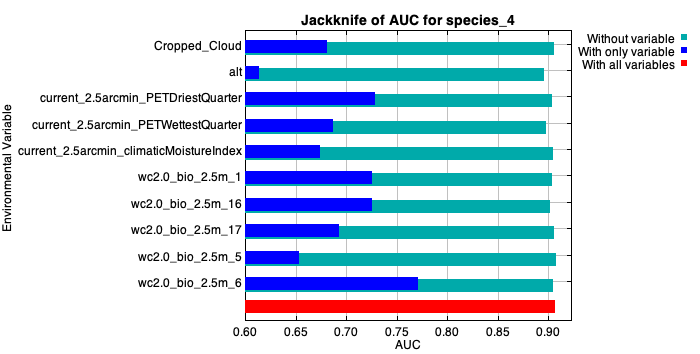 Jackknife of AUC for species_4
Without variable
With only variable
With all variables
Environmental Variable
Cropped_Cloud
alt
current_2.5arcmin_PETDriestQuarter
current_2.5arcmin_PETWettestQuarter
current_2.5arcmin_climaticMoistureIndex
wc2.0_bio_2.5m_1
wc2.0_bio_2.5m_16
wc2.0_bio_2.5m_17
wc2.0_bio_2.5m_5
wc2.0_bio_2.5m_6
0.60 0.65 0.70 0.75 0.80 0.85 0.90
AUC